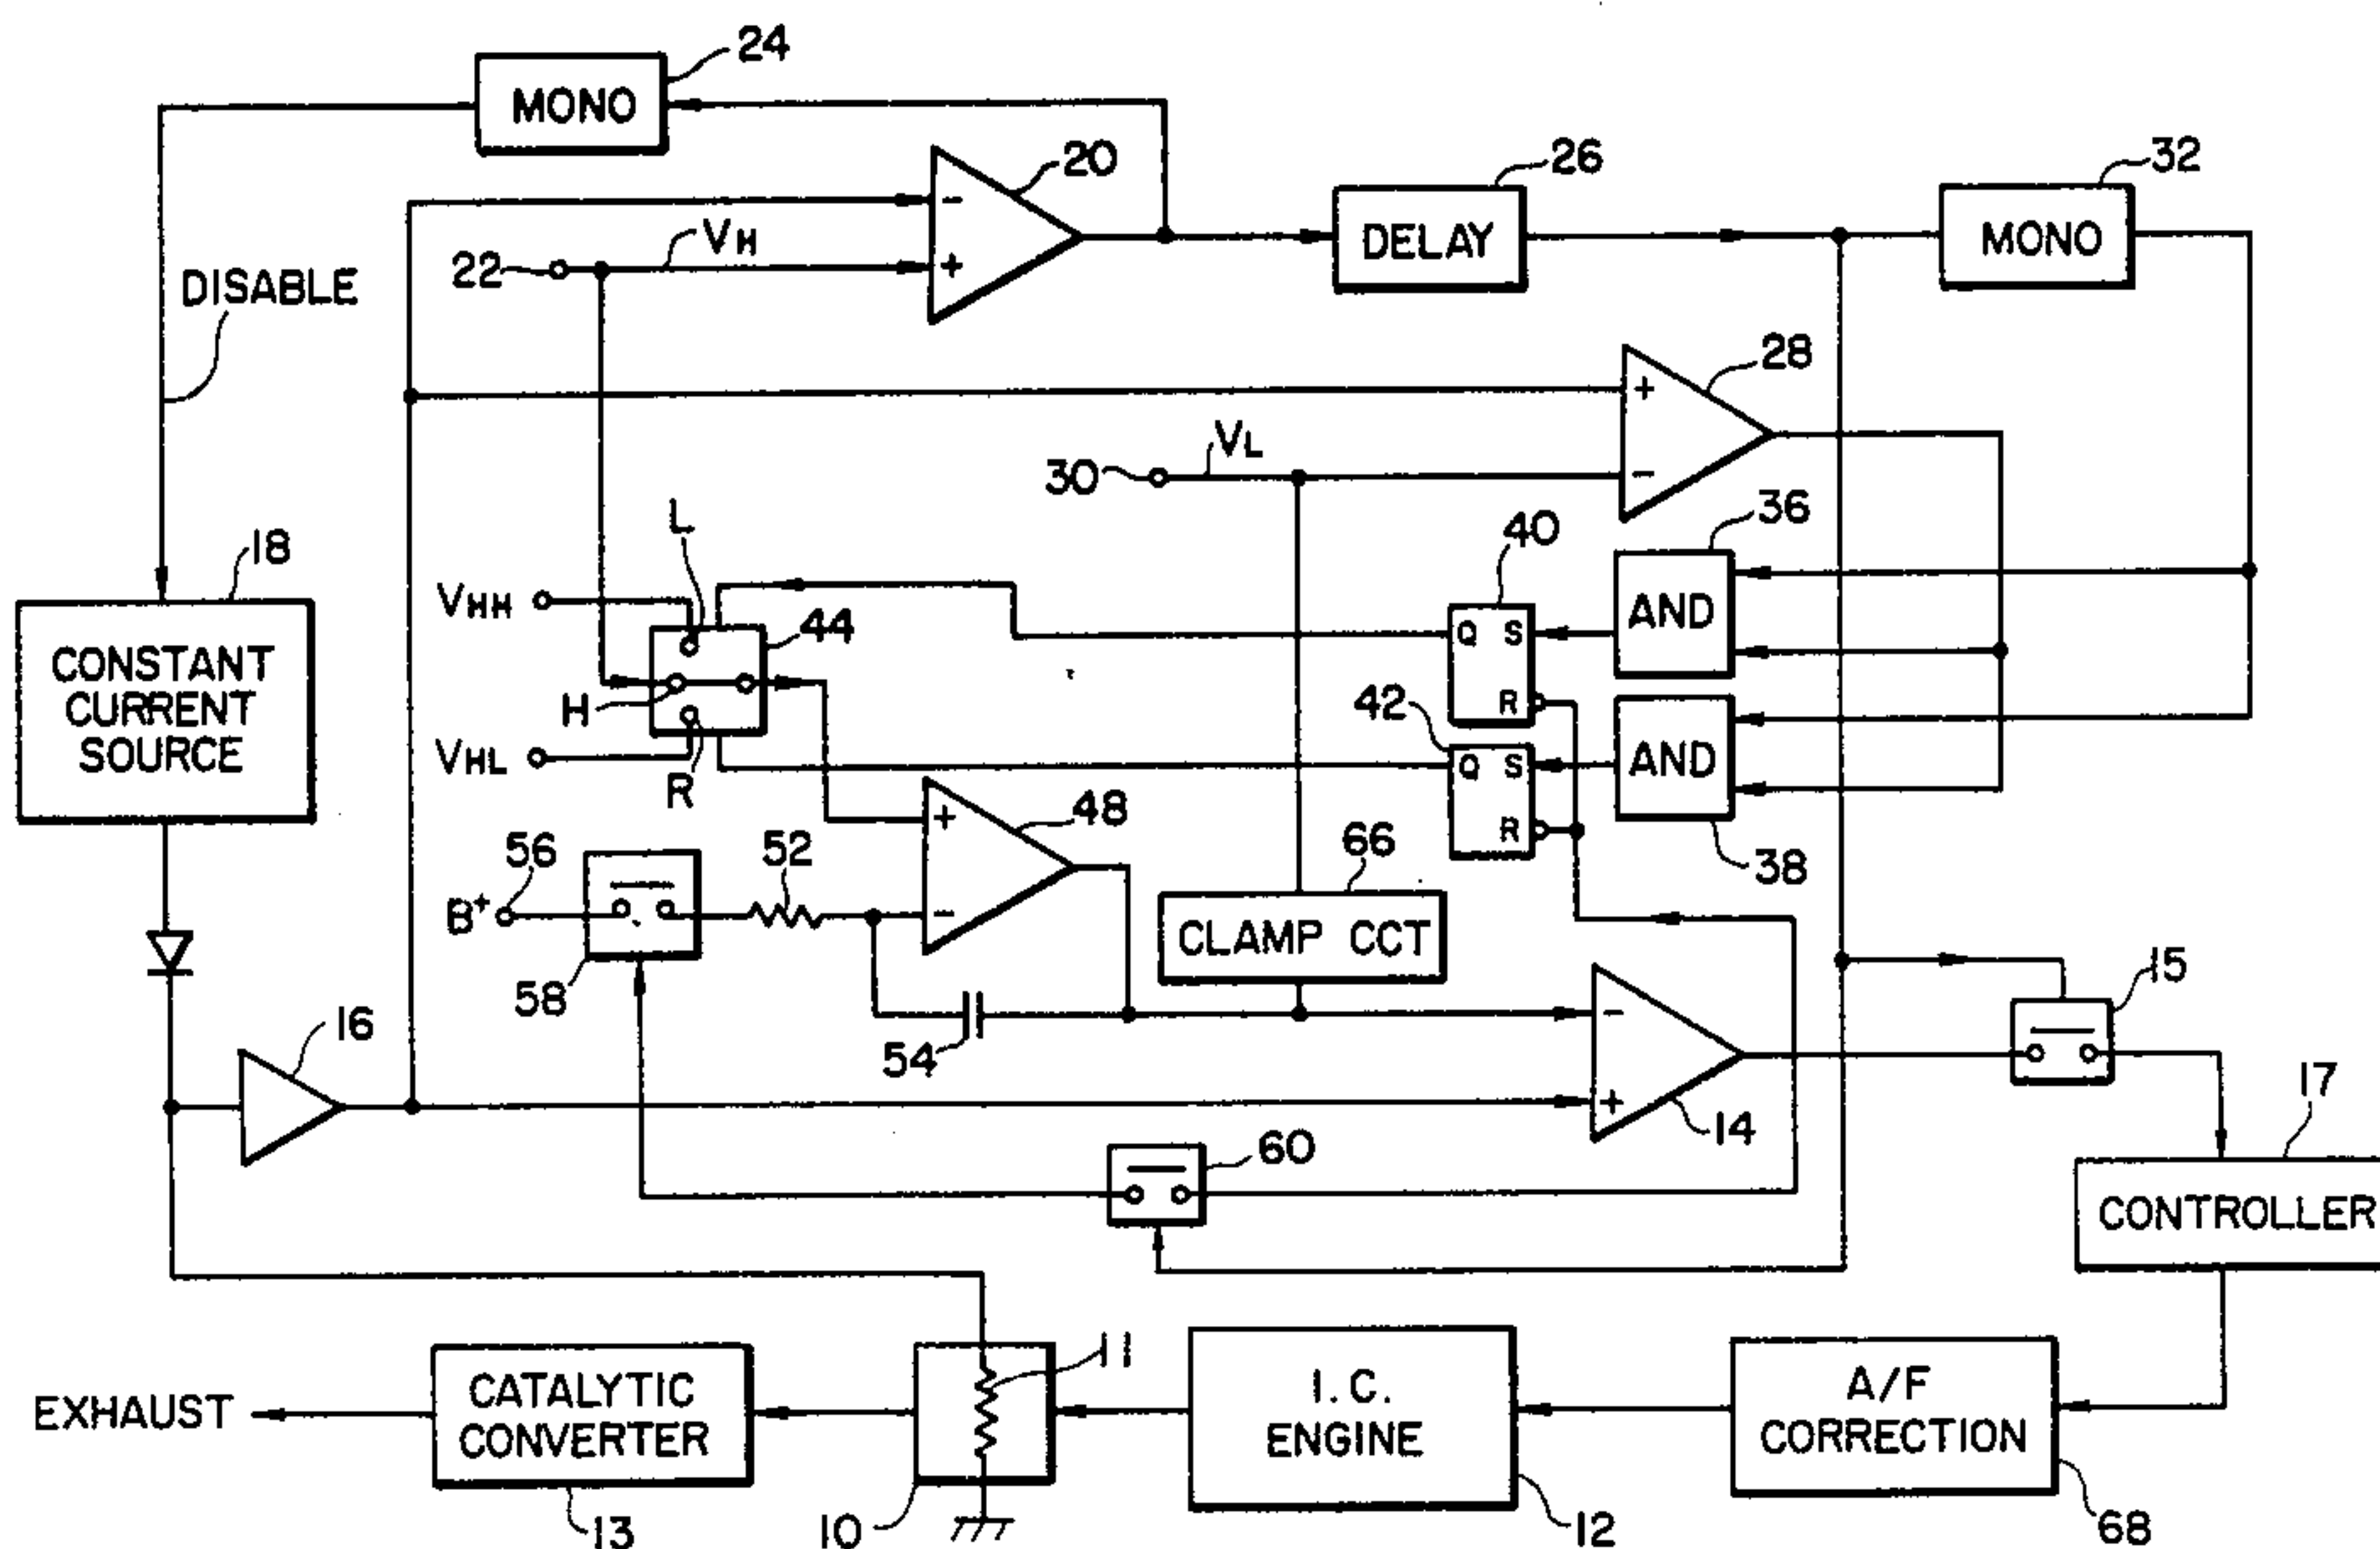 24
MONO
20
26
32
- 
VH
DELAY
MONO
22
+
DISABLE
28
+
VL
30
-
36
L
40
18
VHH
44
Q S
AND
CONSTANT
CURRENT
SOURCE
H
R
42
VHL
R
Q S
AND
48
+
56
52
66
R
38
B+
-
CLAMP CCT
15
58
16
54
-
17
+
14
60
CONTROLLER
11
EXHAUST
CATALYTIC
CONVERTER
I.C.
ENGINE
A/F
CORRECTION
13
10
12
68